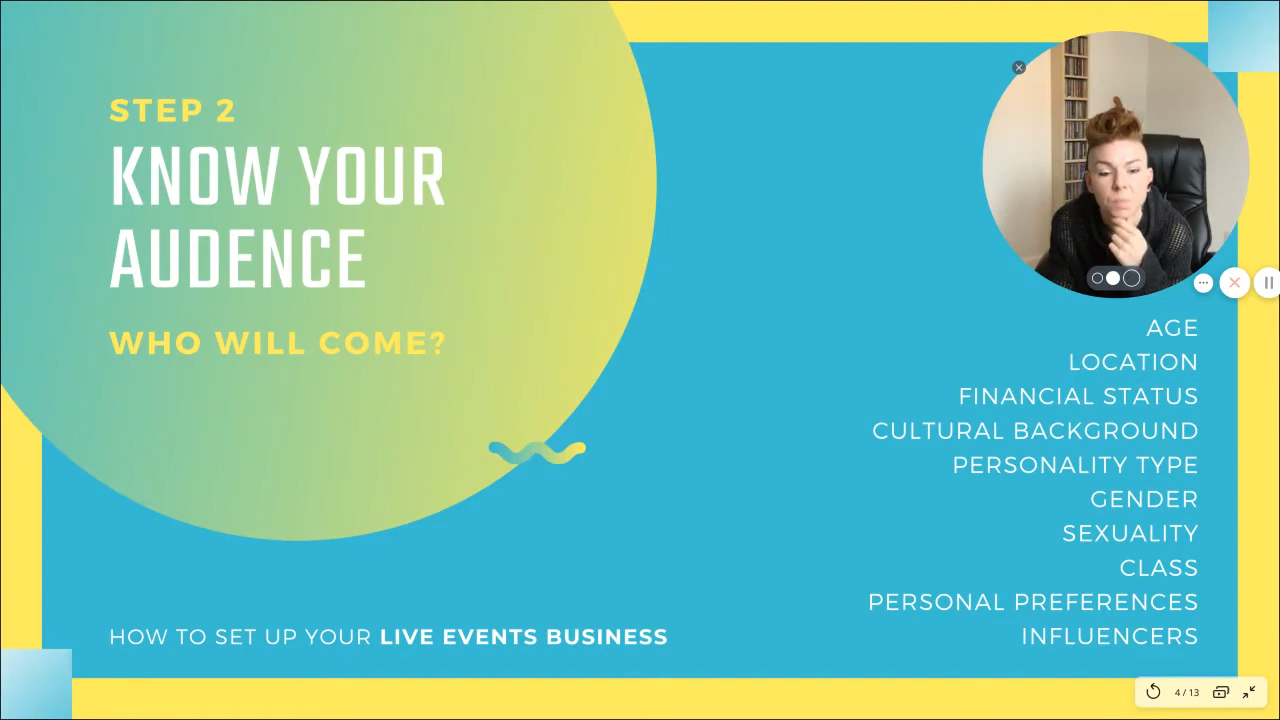 STEP 2
KNOW YOUR
AUDENCE
WHO WILL COME?
AGE
LOCATION
FINANCIAL STATUS
CULTURAL BACKGROUND
PERSONALITY TYPE
GENDER
SEXUALITY
CLASS
PERSONAL PREFERENCES
INFLUENCERS
HOW TO SET UP YOUR LIVE EVENTS BUSINESS
4 / 13